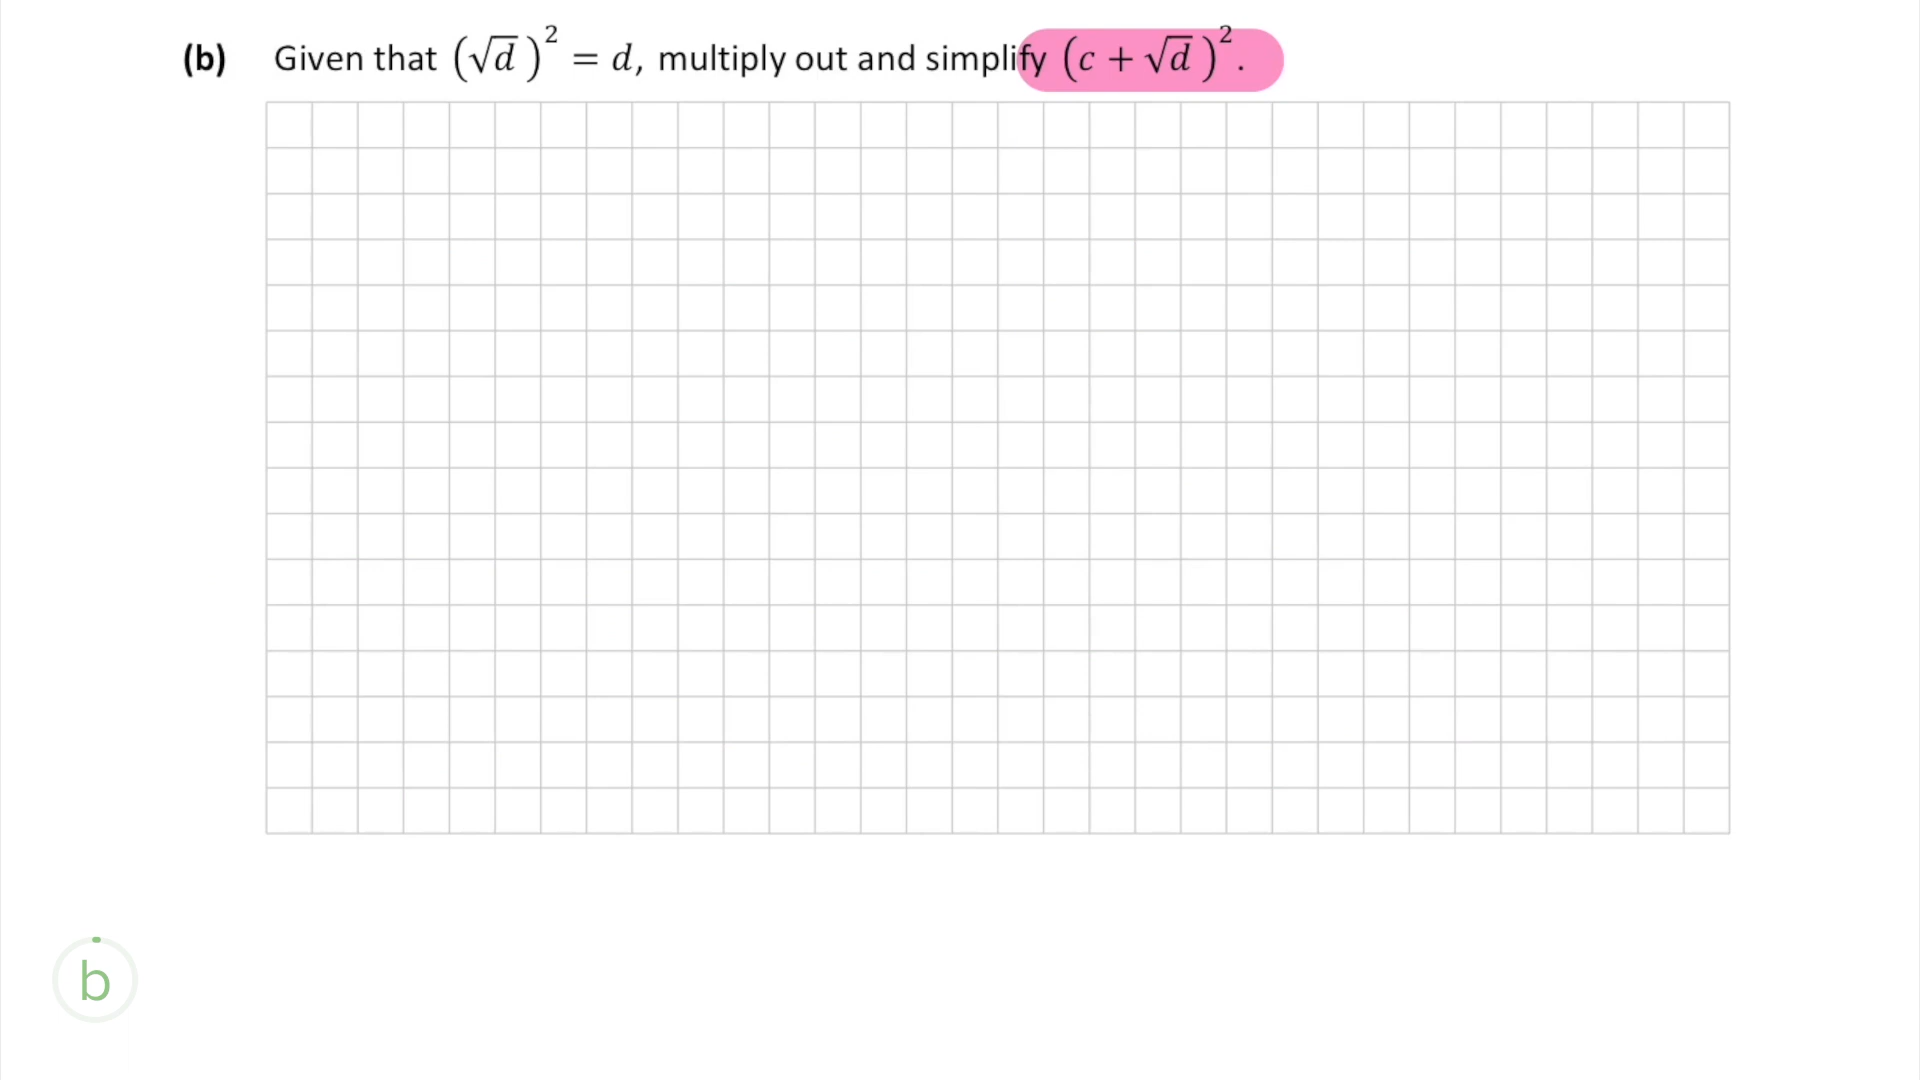 (b) Given that (√d)² = d, multiply out and simplify (c + √d)².
b